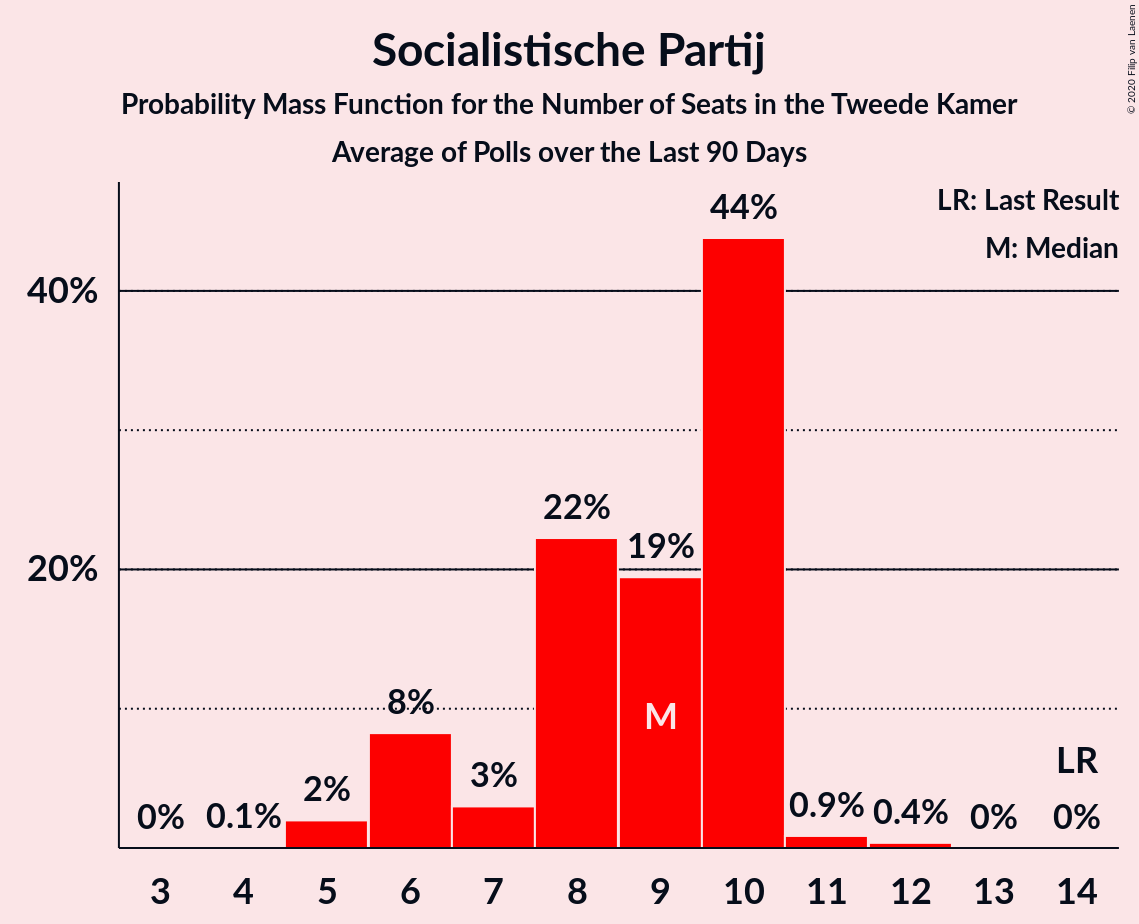 Socialistische Partij
Probability Mass Function for the Number of Seats in the Tweede Kamer
Average of Polls over the Last 90 Days
© 2020 Filip van Laenen
LR: Last Result
M: Median
44%
40%
22%
19%
20%
8%
M
3%
2%
LR
0%
0.1%
0.9%
0.4%
0%
0%
3 4 5 6 7 8 9 10 11 12 13 14